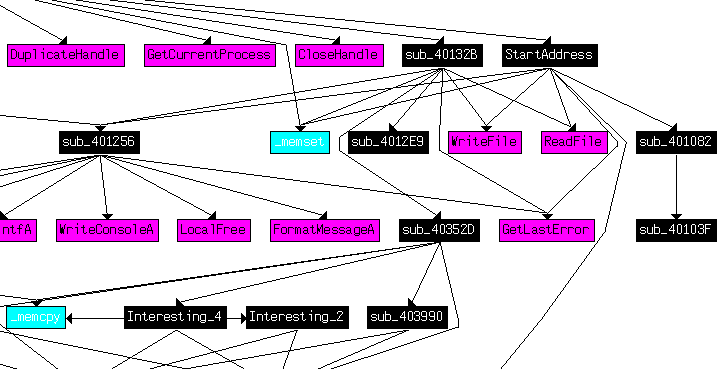 DuplicateHandle GetCurrentProcess CloseHandle sub_40132B StartAddress
sub_401256 _memset sub_4012E9 WriteFile ReadFile sub_401082
ntfA WriteConsoleA LocalFree FormatMessageA sub_40352D GetLastError sub_40103F
_memcpy Interesting_4 Interesting_2 sub_403990